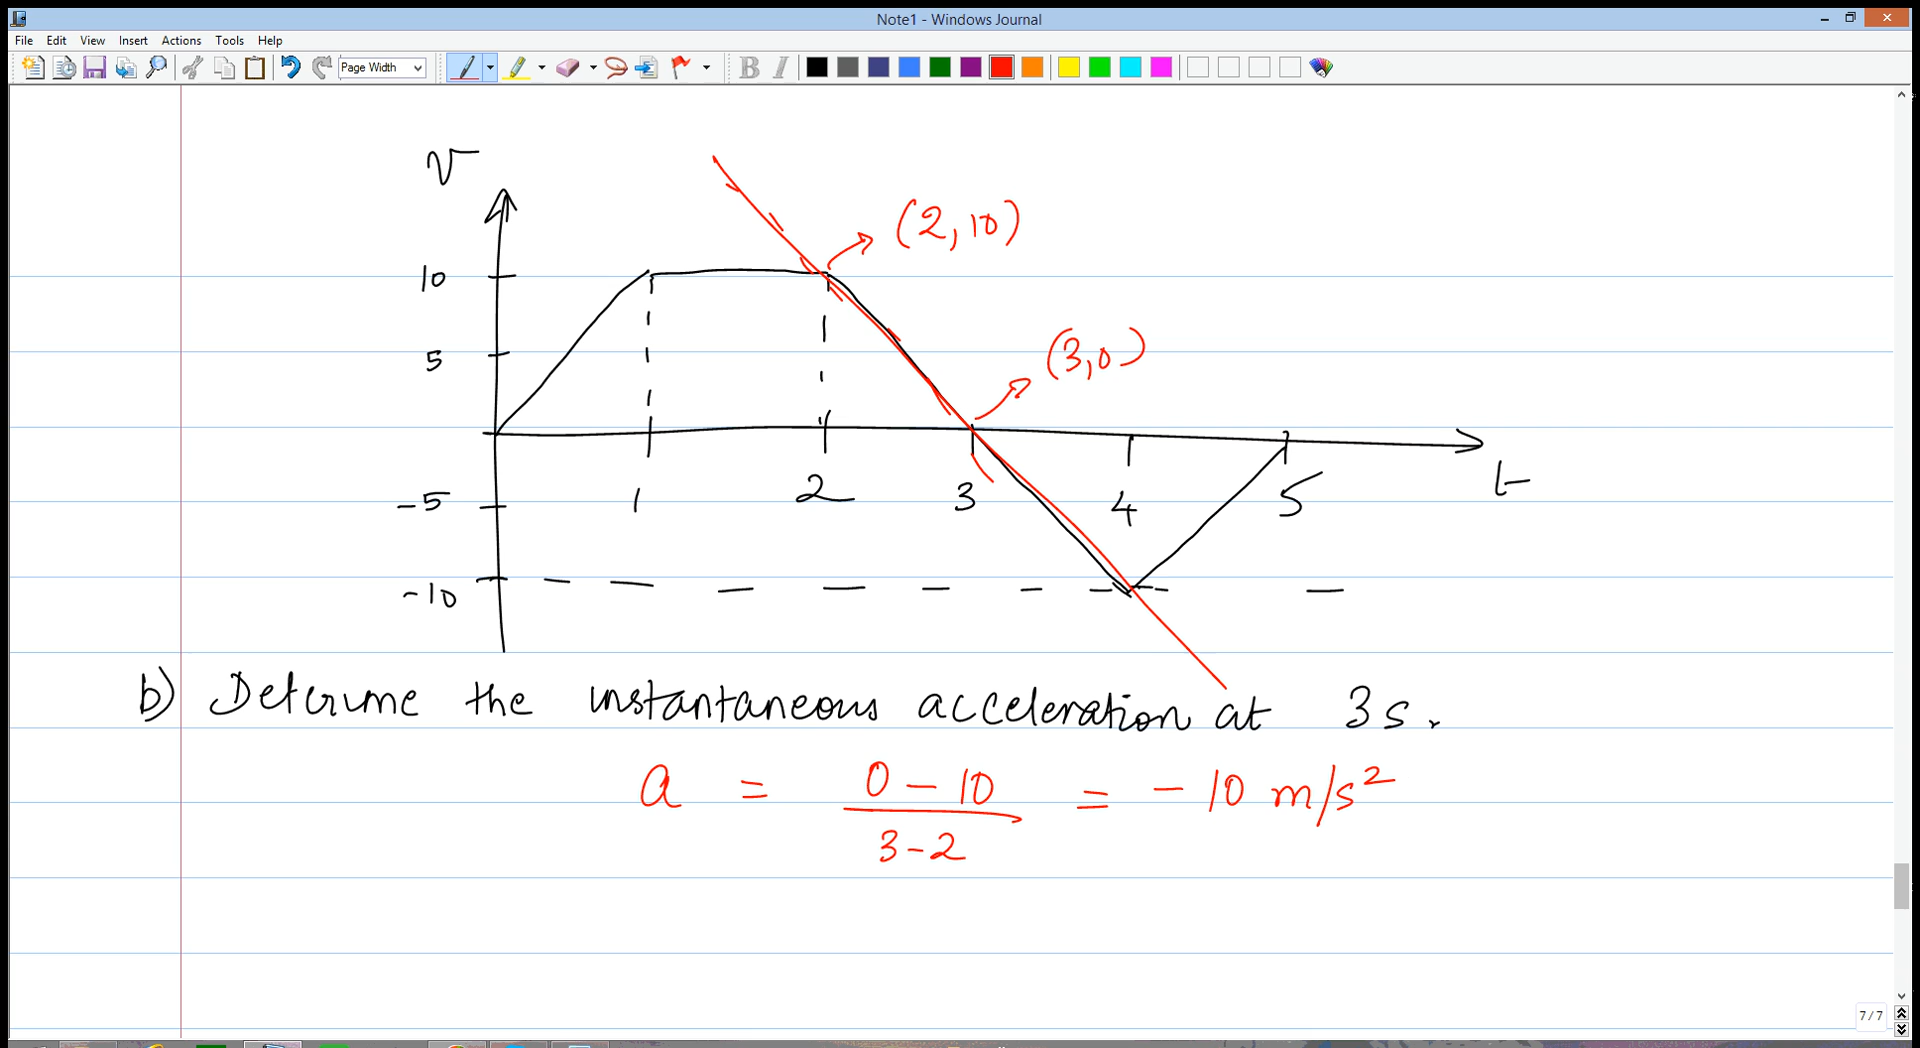 Note1 - Windows Journal
File Edit View Insert Actions Tools Help
Page Width
B I
v
(2,10)
10
(3,0)
5
-5
1 2 3 4 5
t
-10
b) Deterime the instantaneous acceleration at 3s.
a = 0 - 10 = - 10 m/s²
3-2
7/7